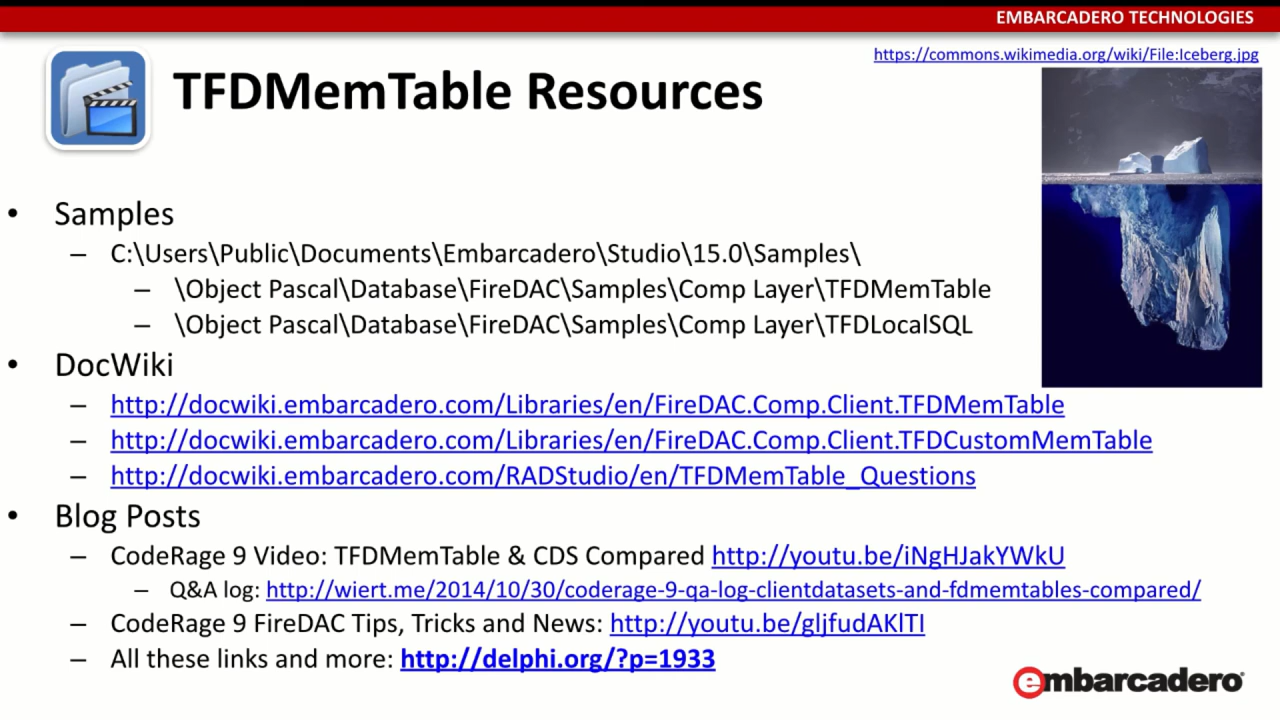 EMBARCADERO TECHNOLOGIES
https://commons.wikimedia.org/wiki/File:Iceberg.jpg
TFDMemTable Resources
• Samples
– C:\Users\Public\Documents\Embarcadero\Studio\15.0\Samples\
– \Object Pascal\Database\FireDAC\Samples\Comp Layer\TFDMemTable
– \Object Pascal\Database\FireDAC\Samples\Comp Layer\TFDLocalSQL
• DocWiki
– http://docwiki.embarcadero.com/Libraries/en/FireDAC.Comp.Client.TFDMemTable
– http://docwiki.embarcadero.com/Libraries/en/FireDAC.Comp.Client.TFDCustomMemTable
– http://docwiki.embarcadero.com/RADStudio/en/TFDMemTable_Questions
• Blog Posts
– CodeRage 9 Video: TFDMemTable & CDS Compared http://youtu.be/iNgHJakYWkU
– Q&A log: http://wiert.me/2014/10/30/coderage-9-qa-log-clientdatasets-and-fdmemtables-compared/
– CodeRage 9 FireDAC Tips, Tricks and News: http://youtu.be/gljfudAKlTI
– All these links and more: http://delphi.org/?p=1933
embarcadero